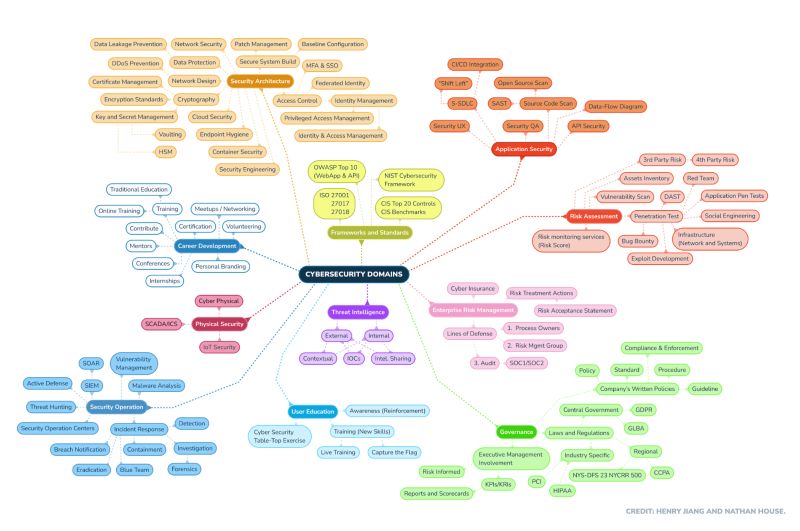 CYBERSECURITY DOMAINS
Security Architecture
Data Leakage Prevention
Network Security
Patch Management
Baseline Configuration
DDoS Prevention
Data Protection
Secure System Build
MFA & SSO
Certificate Management
Network Design
Federated Identity
Encryption Standards
Cryptography
Access Control
Identity Management
Key and Secret Management
Cloud Security
Privileged Access Management
Vaulting
Endpoint Hygiene
Identity & Access Management
HSM
Container Security
Security Engineering
Frameworks and Standards
OWASP Top 10
(WebApp & API)
NIST Cybersecurity
Framework
ISO 27001
27017
27018
CIS Top 20 Controls
CIS Benchmarks
Application Security
CI/CD Integration
"Shift Left"
Open Source Scan
S-SDLC
SAST
Source Code Scan
Data-Flow Diagram
Security UX
Security QA
API Security
Risk Assessment
3rd Party Risk
4th Party Risk
Assets Inventory
Red Team
Vulnerability Scan
DAST
Application Pen Tests
Penetration Test
Social Engineering
Risk monitoring services
(Risk Score)
Bug Bounty
Infrastructure
(Network and Systems)
Exploit Development
Career Development
Traditional Education
Online Training
Training
Meetups / Networking
Contribute
Certification
Volunteering
Mentors
Conferences
Personal Branding
Internships
Physical Security
Cyber Physical
SCADA/ICS
IoT Security
Threat Intelligence
External
Internal
Contextual
IOCs
Intel. Sharing
Enterprise Risk Management
Cyber Insurance
Risk Treatment Actions
Risk Acceptance Statement
Lines of Defense
1. Process Owners
2. Risk Mgmt Group
3. Audit
SOC1/SOC2
Security Operation
SOAR
Vulnerability
Management
Active Defense
SIEM
Malware Analysis
Threat Hunting
Security Operation Centers
Incident Response
Detection
Breach Notification
Containment
Investigation
Eradication
Blue Team
Forensics
User Education
Awareness (Reinforcement)
Cyber Security
Table-Top Exercise
Training (New Skills)
Live Training
Capture the Flag
Governance
Compliance & Enforcement
Policy
Standard
Procedure
Company's Written Policies
Guideline
Central Government
GDPR
Laws and Regulations
GLBA
Executive Management
Involvement
Industry Specific
Regional
Risk Informed
NYS-DFS 23 NYCRR 500
CCPA
Reports and Scorecards
KPIs/KRIs
PCI
HIPAA
CREDIT: HENRY JIANG AND NATHAN HOUSE.